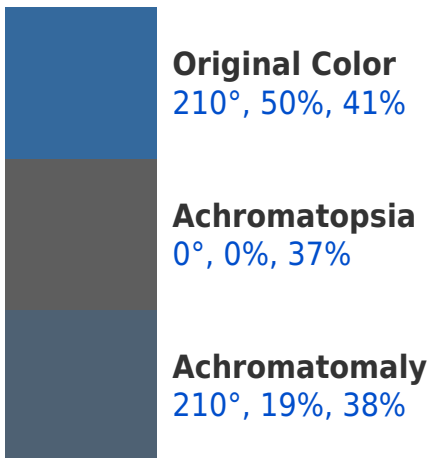 Original Color
210°, 50%, 41%
Achromatopsia
0°, 0%, 37%
Achromatomaly
210°, 19%, 38%